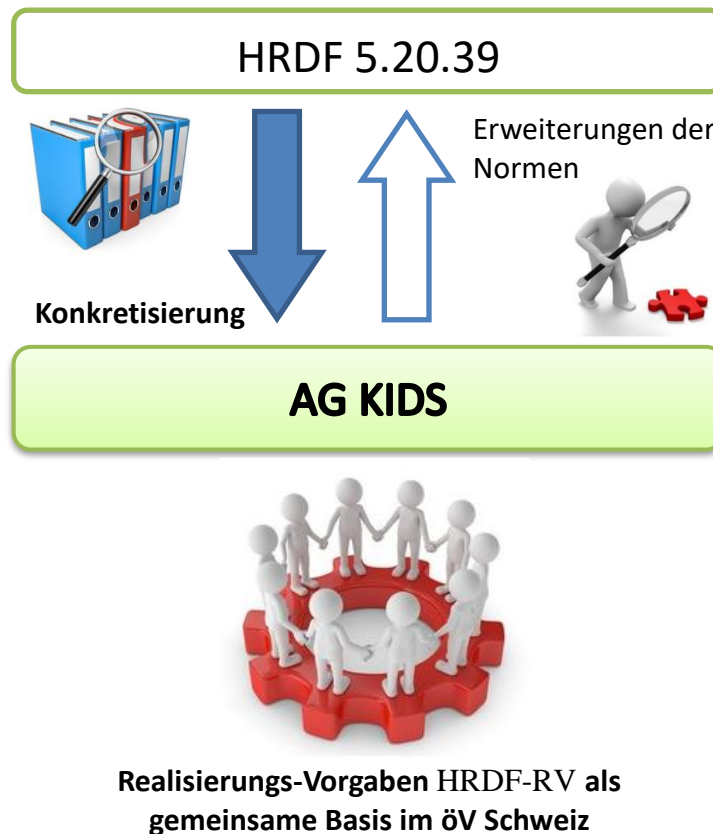 HRDF 5.20.39
Erweiterungen der
Normen
Konkretisierung
AG KIDS
Realisierungs-Vorgaben HRDF-RV als
gemeinsame Basis im öV Schweiz